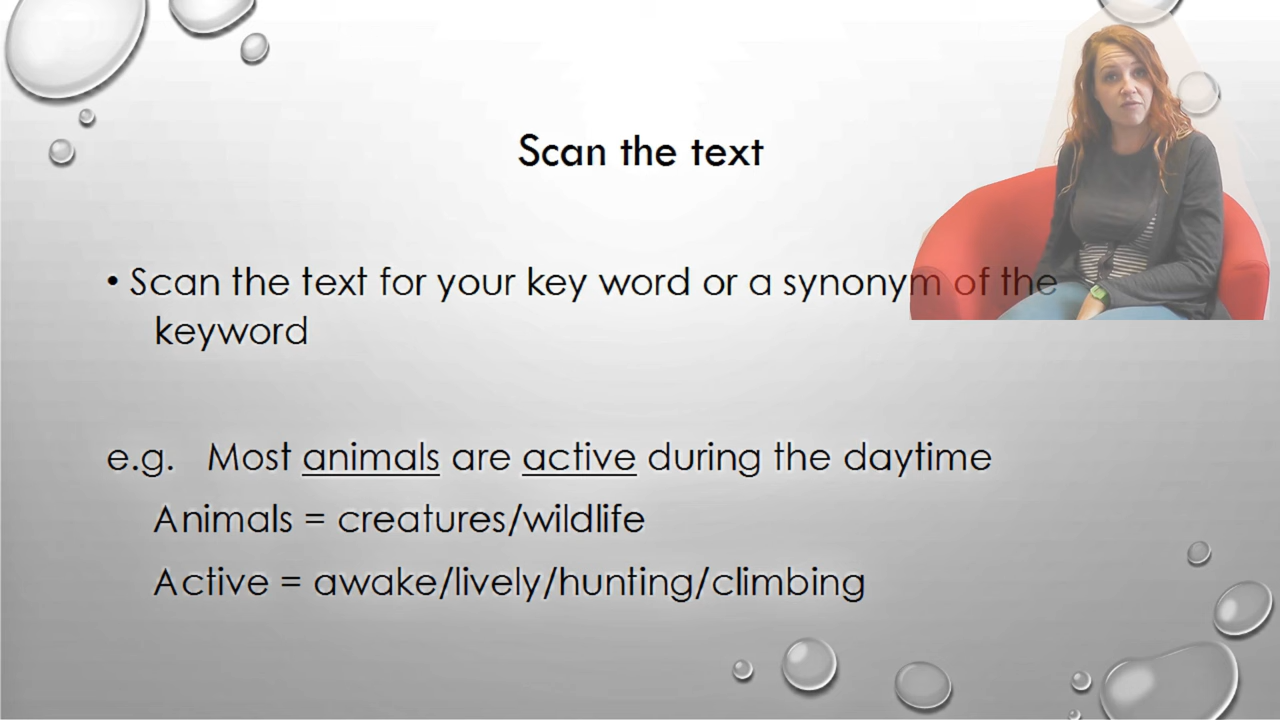 Scan the text
• Scan the text for your key word or a synonym of the
keyword
e.g. Most animals are active during the daytime
Animals = creatures/wildlife
Active = awake/lively/hunting/climbing